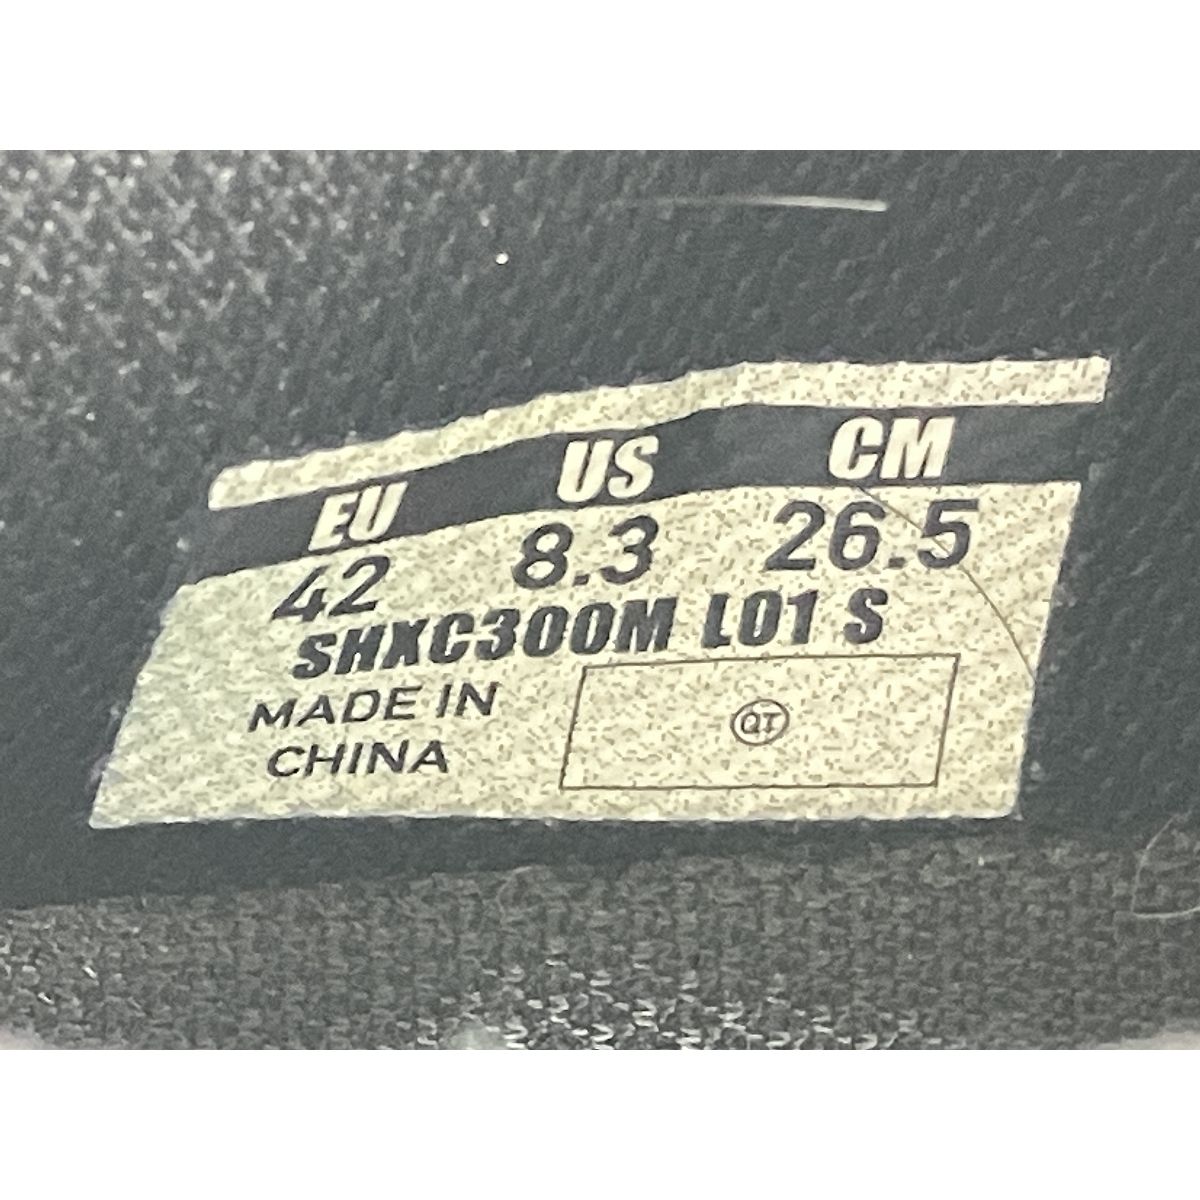 EU US CM
42 8.3 26.5
SHXC300M L01 S
MADE IN
CHINA
QT